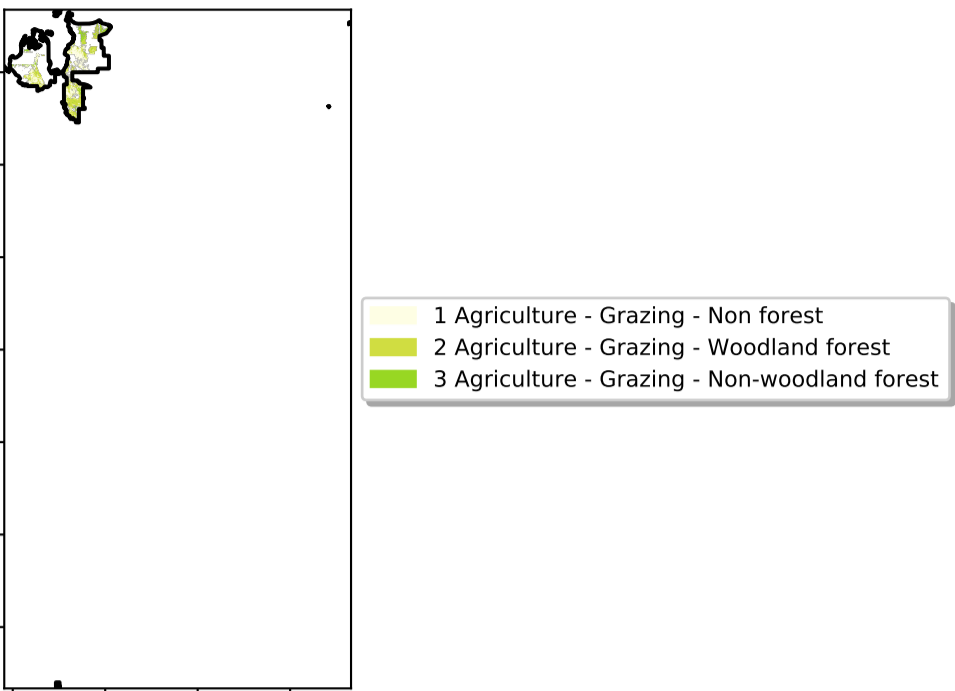 1 Agriculture - Grazing - Non forest
2 Agriculture - Grazing - Woodland forest
3 Agriculture - Grazing - Non-woodland forest